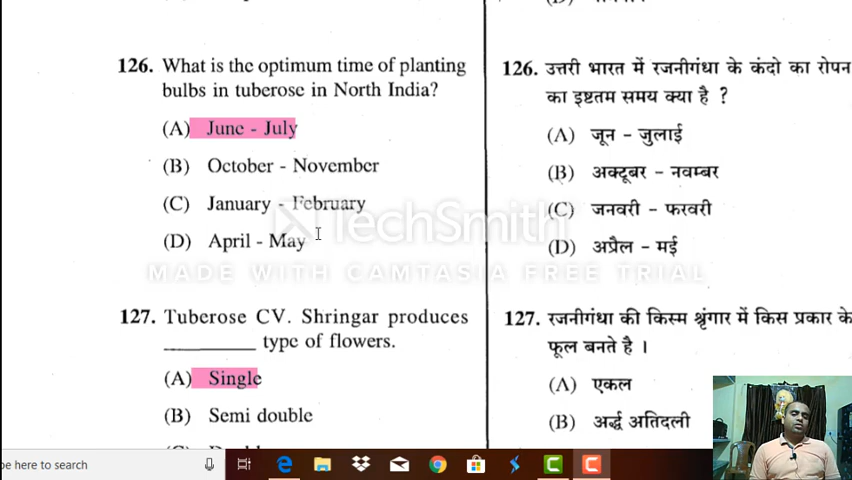 126. What is the optimum time of planting
bulbs in tuberose in North India?
(A) June - July
(B) October - November
(C) January - February
(D) April - May
127. Tuberose CV. Shringar produces
________ type of flowers.
(A) Single
(B) Semi double
126. उत्तरी भारत में रजनीगंधा के कंदो का रोपन
का इष्टतम समय क्या है ?
(A) जून - जुलाई
(B) अक्टूबर - नवम्बर
(C) जनवरी - फरवरी
(D) अप्रैल - मई
127. रजनीगंधा की किस्म श्रृंगार में किस प्रकार के
फूल बनते है ।
(A) एकल
(B) अर्द्ध अतिदली
TechSmith
MADE WITH CAMTASIA FREE TRIAL
pe here to search